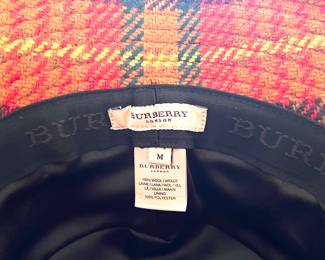 BURBERRY
LONDON
BUR
BUR
M
BURBERRY
LONDON
100% WOOL / WOLLE
LINING
100% POLYESTER